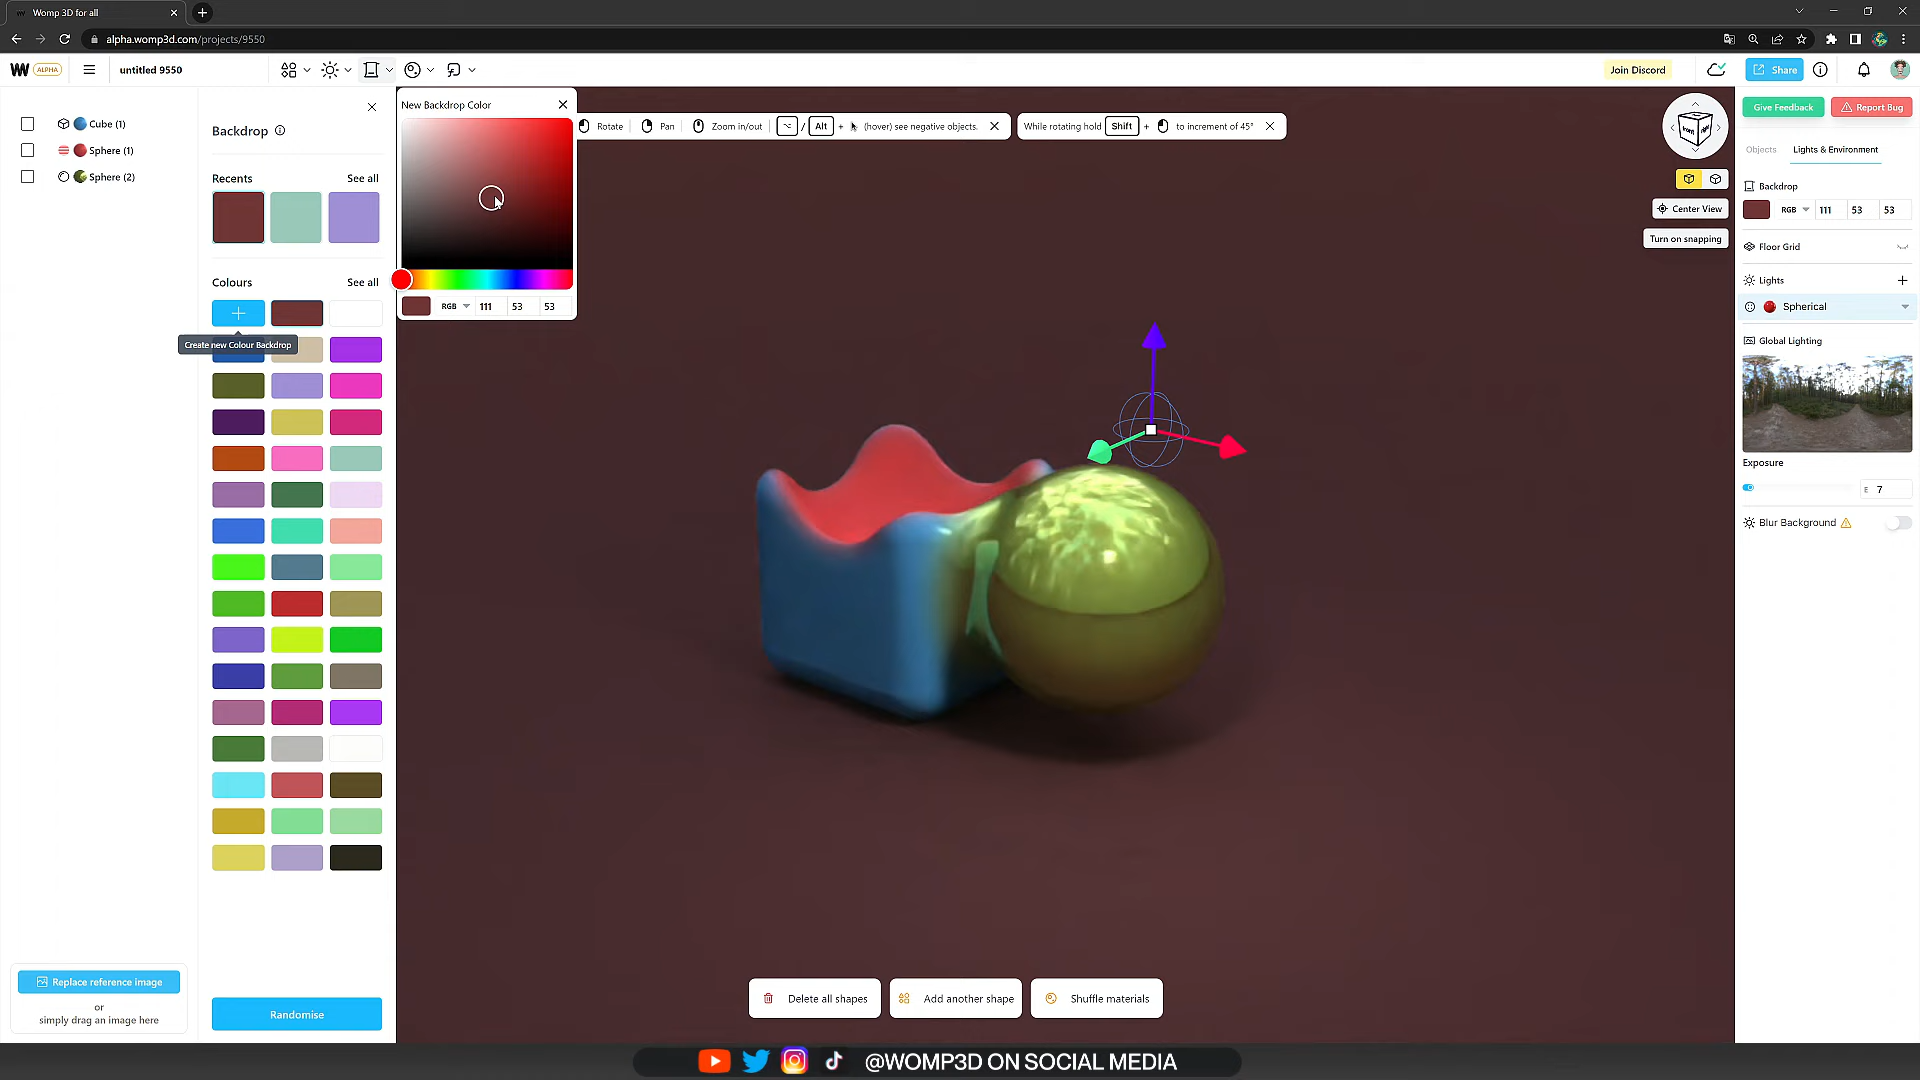 Womp 3D for all
alpha.womp3d.com/projects/9550
ALPHA
untitled 9550
Join Discord
Share
Cube (1)
Sphere (1)
Sphere (2)
Backdrop
Recents
See all
Colours
See all
Create new Colour Backdrop
Randomise
Replace reference image
or
simply drag an image here
New Backdrop Color
RGB 111 53 53
Rotate
Pan
Zoom in/out
/ Alt + (hover) see negative objects.
While rotating hold Shift + to increment of 45°
front right
Center View
Turn on snapping
Give Feedback
Report Bug
Objects
Lights & Environment
Backdrop
RGB 111 53 53
Floor Grid
Lights
Spherical
Global Lighting
Exposure
E 7
Blur Background
Delete all shapes
Add another shape
Shuffle materials
@WOMP3D ON SOCIAL MEDIA